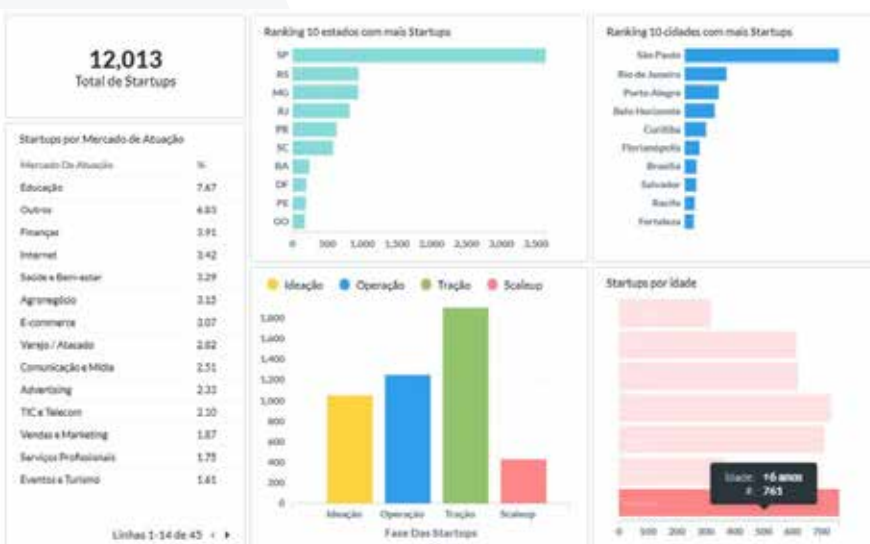 12,013
Total de Startups
Startups por Mercado de Atuação
Mercado De Atuação %
Educação 7.67
Outros 4.83
Finanças 3.91
Internet 3.42
Saúde e Bem-estar 3.29
Agronegócio 3.15
E-commerce 3.07
Varejo / Atacado 2.82
Comunicação e Mídia 2.51
Advertising 2.33
TIC e Telecom 2.10
Vendas e Marketing 1.87
Serviços Profissionais 1.75
Eventos e Turismo 1.61
Linhas 1-14 de 45
Ranking 10 estados com mais Startups
SP
RS
MG
RJ
PR
SC
BA
DF
PE
GO
0 500 1,000 1,500 2,000 2,500 3,000 3,500
Ranking 10 cidades com mais Startups
São Paulo
Rio de Janeiro
Porto Alegre
Belo Horizonte
Curitiba
Florianópolis
Brasília
Salvador
Recife
Fortaleza
Ideação Operação Tração Scaleup
1,800
1,600
1,400
1,200
1,000
800
600
400
200
0
Ideação Operação Tração Scaleup
Fase Das Startups
Startups por idade
Idade: +6 anos
#: 761
0 100 200 300 400 500 600 700